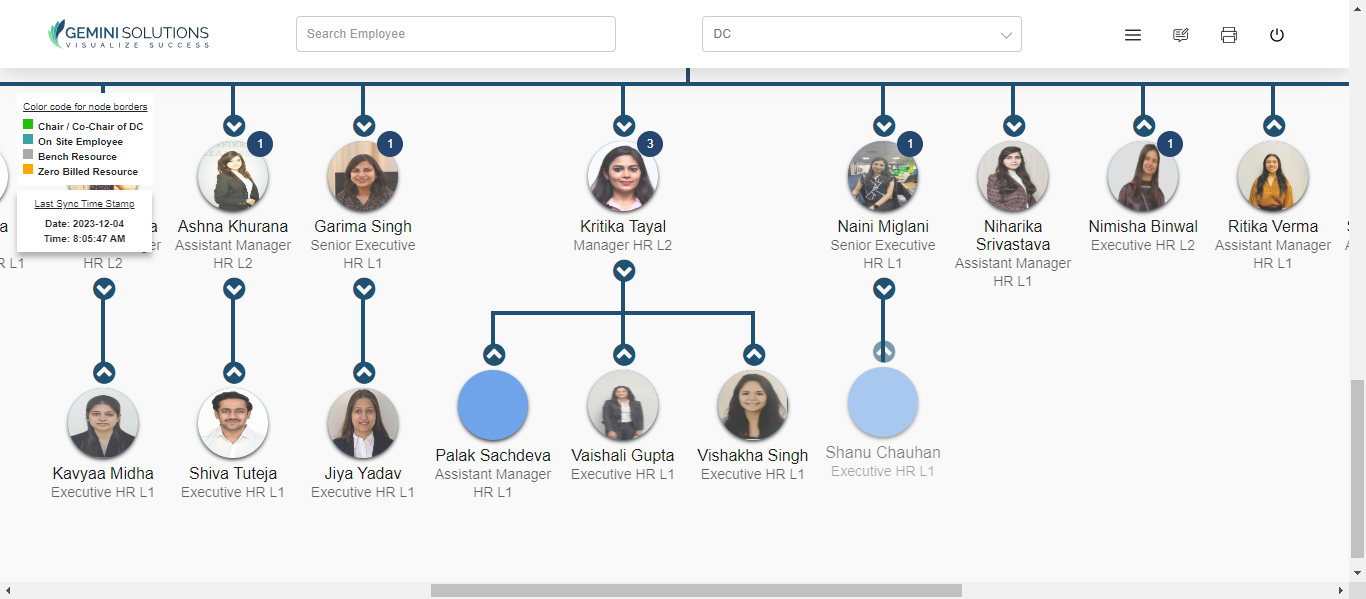 GEMINI SOLUTIONS
VISUALIZE SUCCESS
Search Employee
DC
Color code for node borders
Chair / Co-Chair of DC
On Site Employee
Bench Resource
Zero Billed Resource
Last Sync Time Stamp
Date: 2023-12-04
Time: 8:05:47 AM
a
R L1
a
er
HR L2
1
Ashna Khurana
Assistant Manager
HR L2
1
Garima Singh
Senior Executive
HR L1
3
Kritika Tayal
Manager HR L2
1
Naini Miglani
Senior Executive
HR L1
Niharika
Srivastava
Assistant Manager
HR L1
1
Nimisha Binwal
Executive HR L2
Ritika Verma
Assistant Manager
HR L1
Kavyaa Midha
Executive HR L1
Shiva Tuteja
Executive HR L1
Jiya Yadav
Executive HR L1
Palak Sachdeva
Assistant Manager
HR L1
Vaishali Gupta
Executive HR L1
Vishakha Singh
Executive HR L1
Shanu Chauhan
Executive HR L1